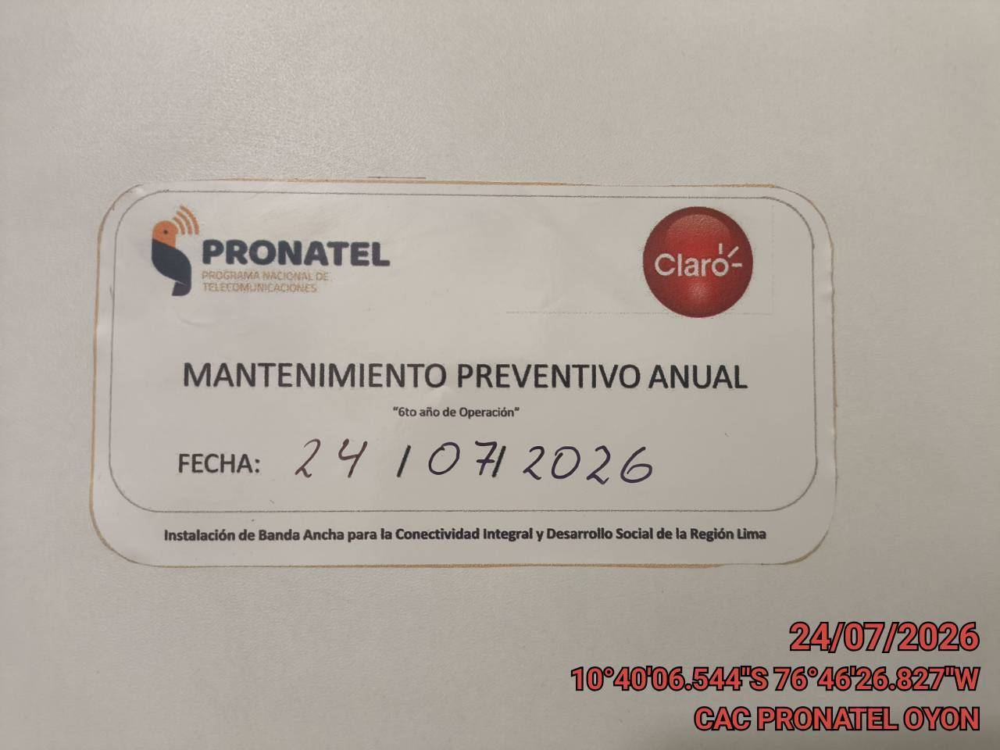 PRONATEL
PROGRAMA NACIONAL DE
TELECOMUNICACIONES
Claro
MANTENIMIENTO PREVENTIVO ANUAL
"6to año de Operación"
FECHA: 24 / 07 / 2026
Instalación de Banda Ancha para la Conectividad Integral y Desarrollo Social de la Región Lima
24/07/2026
10°40'06.544"S 76°46'26.827"W
CAC PRONATEL OYON